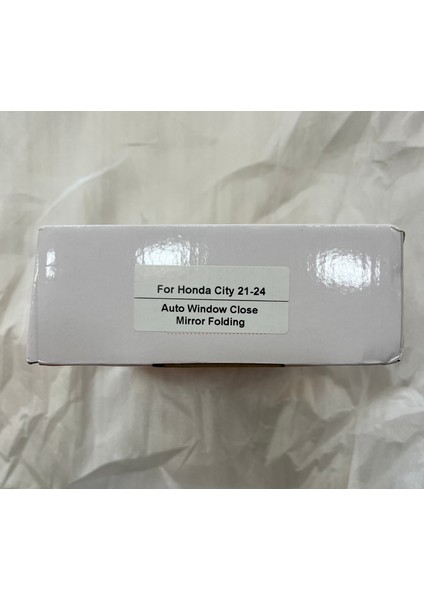 For Honda City 21-24
Auto Window Close
Mirror Folding